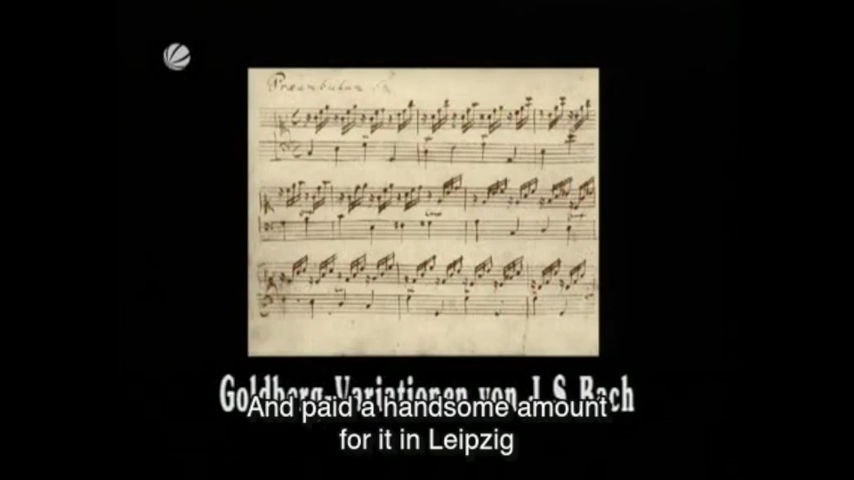 Praeambulum
Goldberg-Variationen von J.S.Bach
And paid a handsome amount
for it in Leipzig